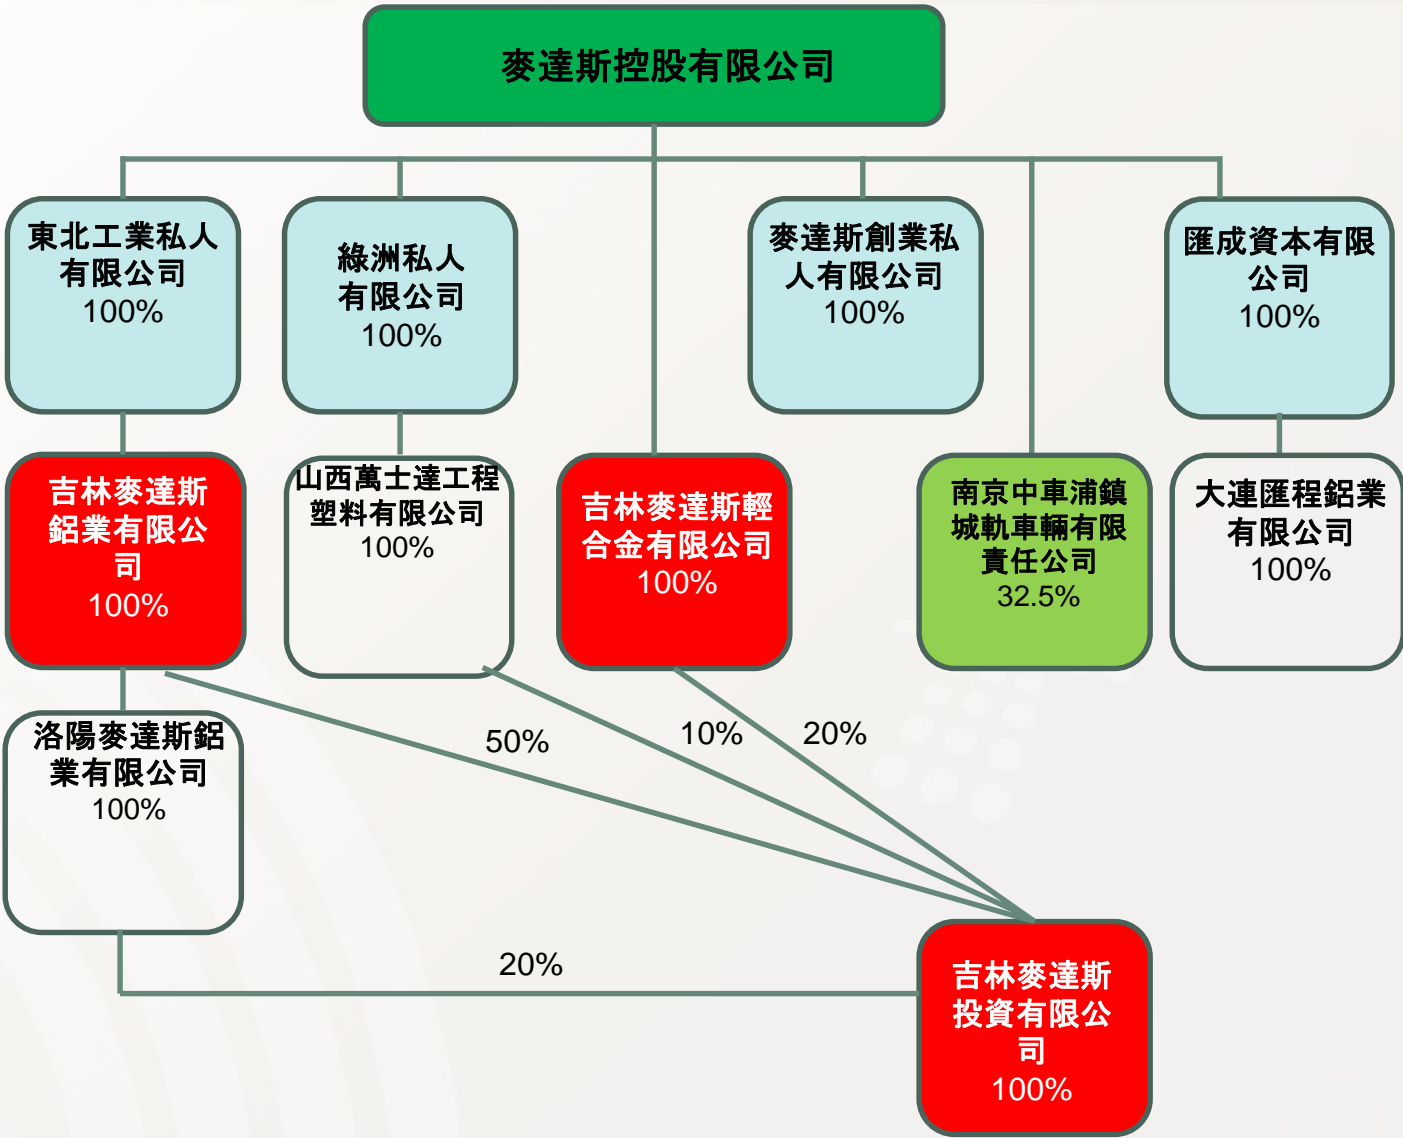 麥達斯控股有限公司
東北工業私人
有限公司
100%
綠洲私人
有限公司
100%
麥達斯創業私
人有限公司
100%
匯成資本有限
公司
100%
吉林麥達斯
鋁業有限公
司
100%
山西萬士達工程
塑料有限公司
100%
吉林麥達斯輕
合金有限公司
100%
南京中車浦鎮
城軌車輛有限
責任公司
32.5%
大連匯程鋁業
有限公司
100%
洛陽麥達斯鋁
業有限公司
100%
50%
10%
20%
20%
吉林麥達斯
投資有限公
司
100%